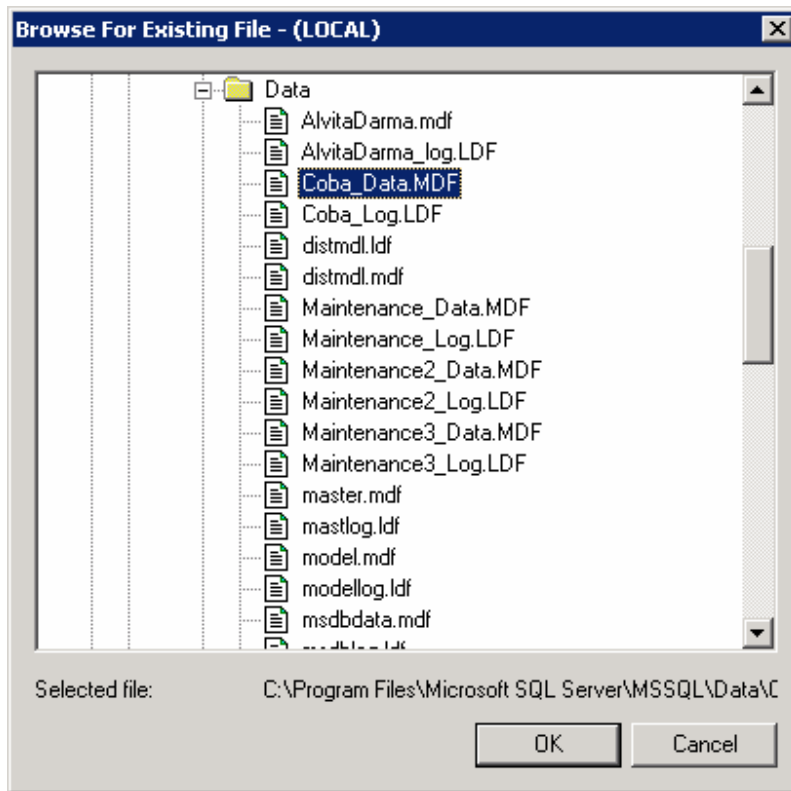 Browse For Existing File - (LOCAL)
Data
AlvitaDarma.mdf
AlvitaDarma_log.LDF
Coba_Data.MDF
Coba_Log.LDF
distmdl.ldf
distmdl.mdf
Maintenance_Data.MDF
Maintenance_Log.LDF
Maintenance2_Data.MDF
Maintenance2_Log.LDF
Maintenance3_Data.MDF
Maintenance3_Log.LDF
master.mdf
mastlog.ldf
model.mdf
modellog.ldf
msdbdata.mdf
Selected file: C:\Program Files\Microsoft SQL Server\MSSQL\Data\C
OK Cancel